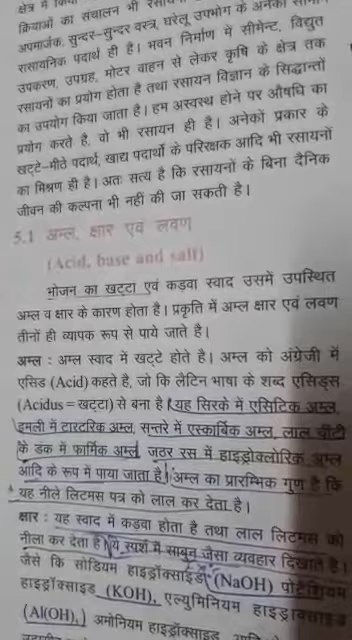 क्रियाओं का संचालन भी
अपमार्जक, सुन्दर-सुन्दर वस्त्र, घरेलू उपभोग के अनेकों
रासायनिक पदार्थ ही है। भवन निर्माण में सीमेन्ट, विद्युत
उपकरण, उपग्रह, मोटर वाहन से लेकर कृषि के क्षेत्र तक
रसायनों का प्रयोग होता है तथा रसायन विज्ञान के सिद्धान्तों
का उपयोग किया जाता है। हम अस्वस्थ होने पर औषधि का
प्रयोग करते है, वो भी रसायन ही है। अनेकों प्रकार के
खट्टे-मीठे पदार्थ, खाद्य पदार्थो के परिरक्षक आदि भी रसायनों
का मिश्रण ही है। अतः सत्य है कि रसायनों के बिना दैनिक
जीवन की कल्पना भी नहीं की जा सकती है।
5.1 अम्ल, क्षार एवं लवण
(Acid, base and salt)
भोजन का खट्टा एवं कडवा स्वाद उसमें उपस्थित
अम्ल व क्षार के कारण होता है। प्रकृति में अम्ल क्षार एवं लवण
तीनों ही व्यापक रूप से पाये जाते है।
अम्ल : अम्ल स्वाद में खट्टे होते है। अम्ल को अंग्रेजी में
एसिड (Acid) कहते है, जो कि लैटिन भाषा के शब्द एसिड्स
(Acidus = खट्टा) से बना है। यह सिरके में एसिटिक अम्ल,
इमली में टारटरिक अम्ल, सन्तरे में एस्कार्बिक अम्ल, लाल चींटी
के डंक में फार्मिक अम्ल, जठर रस में हाइड्रोक्लोरिक अम्ल
आदि के रूप में पाया जाता है। अम्ल का प्रारम्भिक गुण है कि
यह नीले लिटमस पत्र को लाल कर देता है।
क्षार : यह स्वाद में कडवा होता है तथा लाल लिटमस को
नीला कर देता है। ये स्पर्श में साबुन जैसा व्यवहार दिखाते है।
जैसे कि सोडियम हाइड्रॉक्साइड (NaOH) पोटेशियम
हाइड्रॉक्साइड (KOH), एल्युमिनियम हाइड्राक्साइड
(Al(OH)₃) अमोनियम हाइड्रॉक्साइड